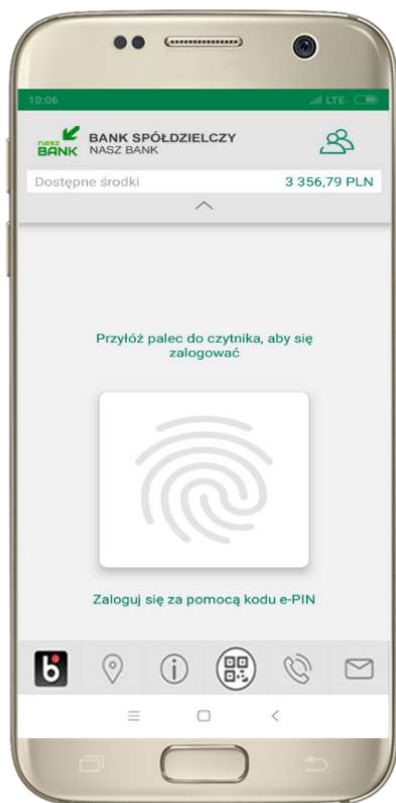 10:06 LTE
nasz BANK SPÓŁDZIELCZY
BANK NASZ BANK
Dostępne środki 3 356,79 PLN
Przyłóż palec do czytnika, aby się
zalogować
Zaloguj się za pomocą kodu e-PIN